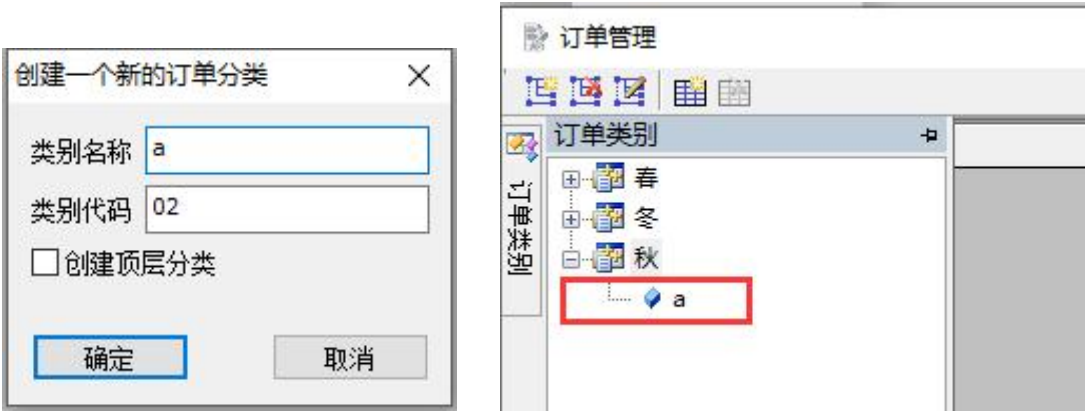 创建一个新的订单分类
类别名称 a
类别代码 02
创建顶层分类
确定 取消
订单管理
订单类别
订单类别
春
冬
秋
a